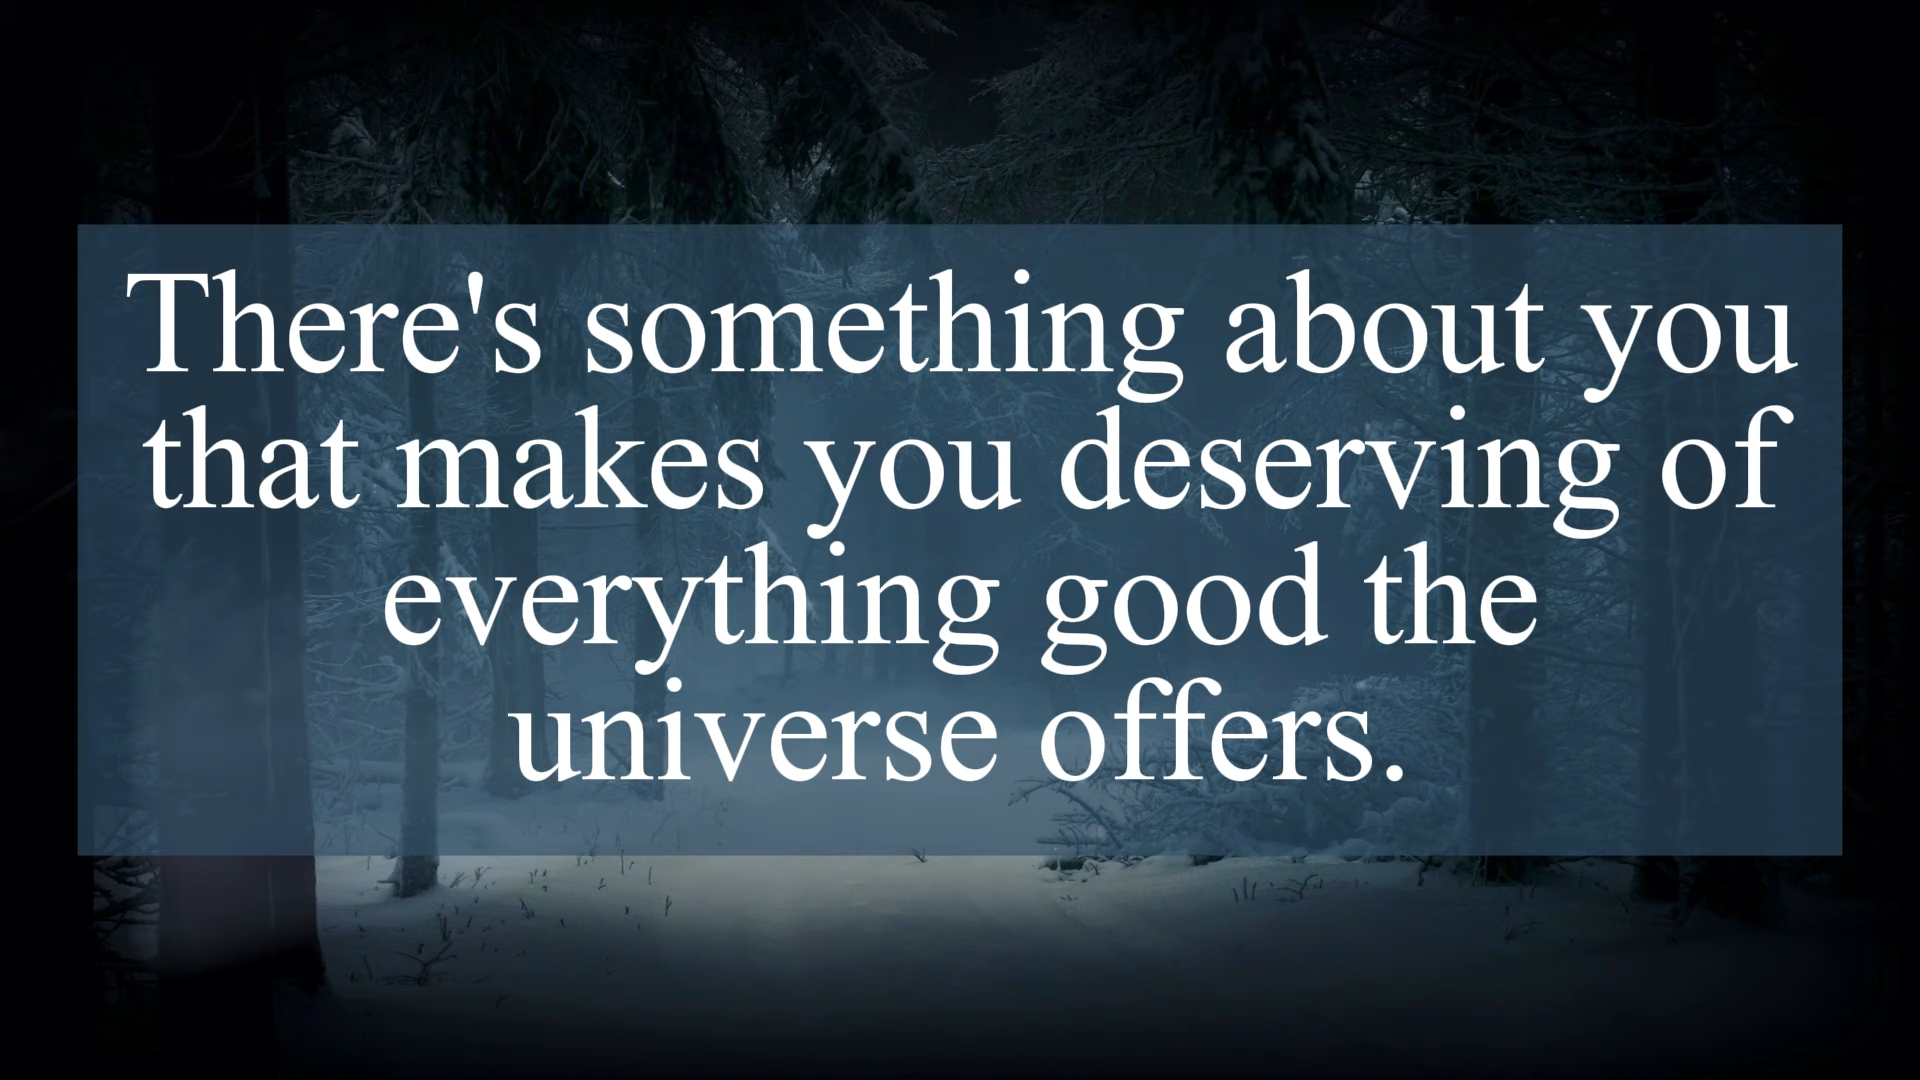 There's something about you
that makes you deserving of
everything good the
universe offers.